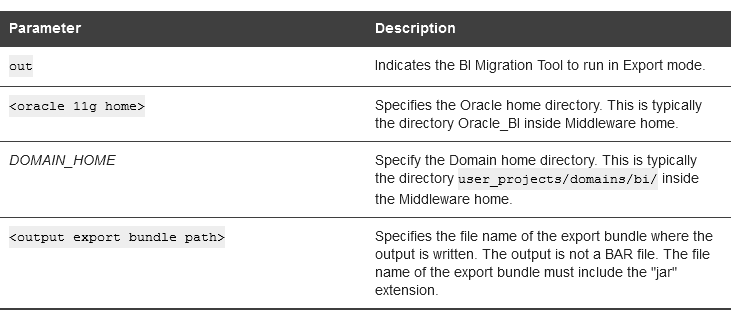 Parameter Description
out Indicates the BI Migration Tool to run in Export mode.
<oracle 11g home> Specifies the Oracle home directory. This is typically
the directory Oracle_BI inside Middleware home.
DOMAIN_HOME Specify the Domain home directory. This is typically
the directory user_projects/domains/bi/ inside
the Middleware home.
<output export bundle path> Specifies the file name of the export bundle where the
output is written. The output is not a BAR file. The file
name of the export bundle must include the "jar"
extension.